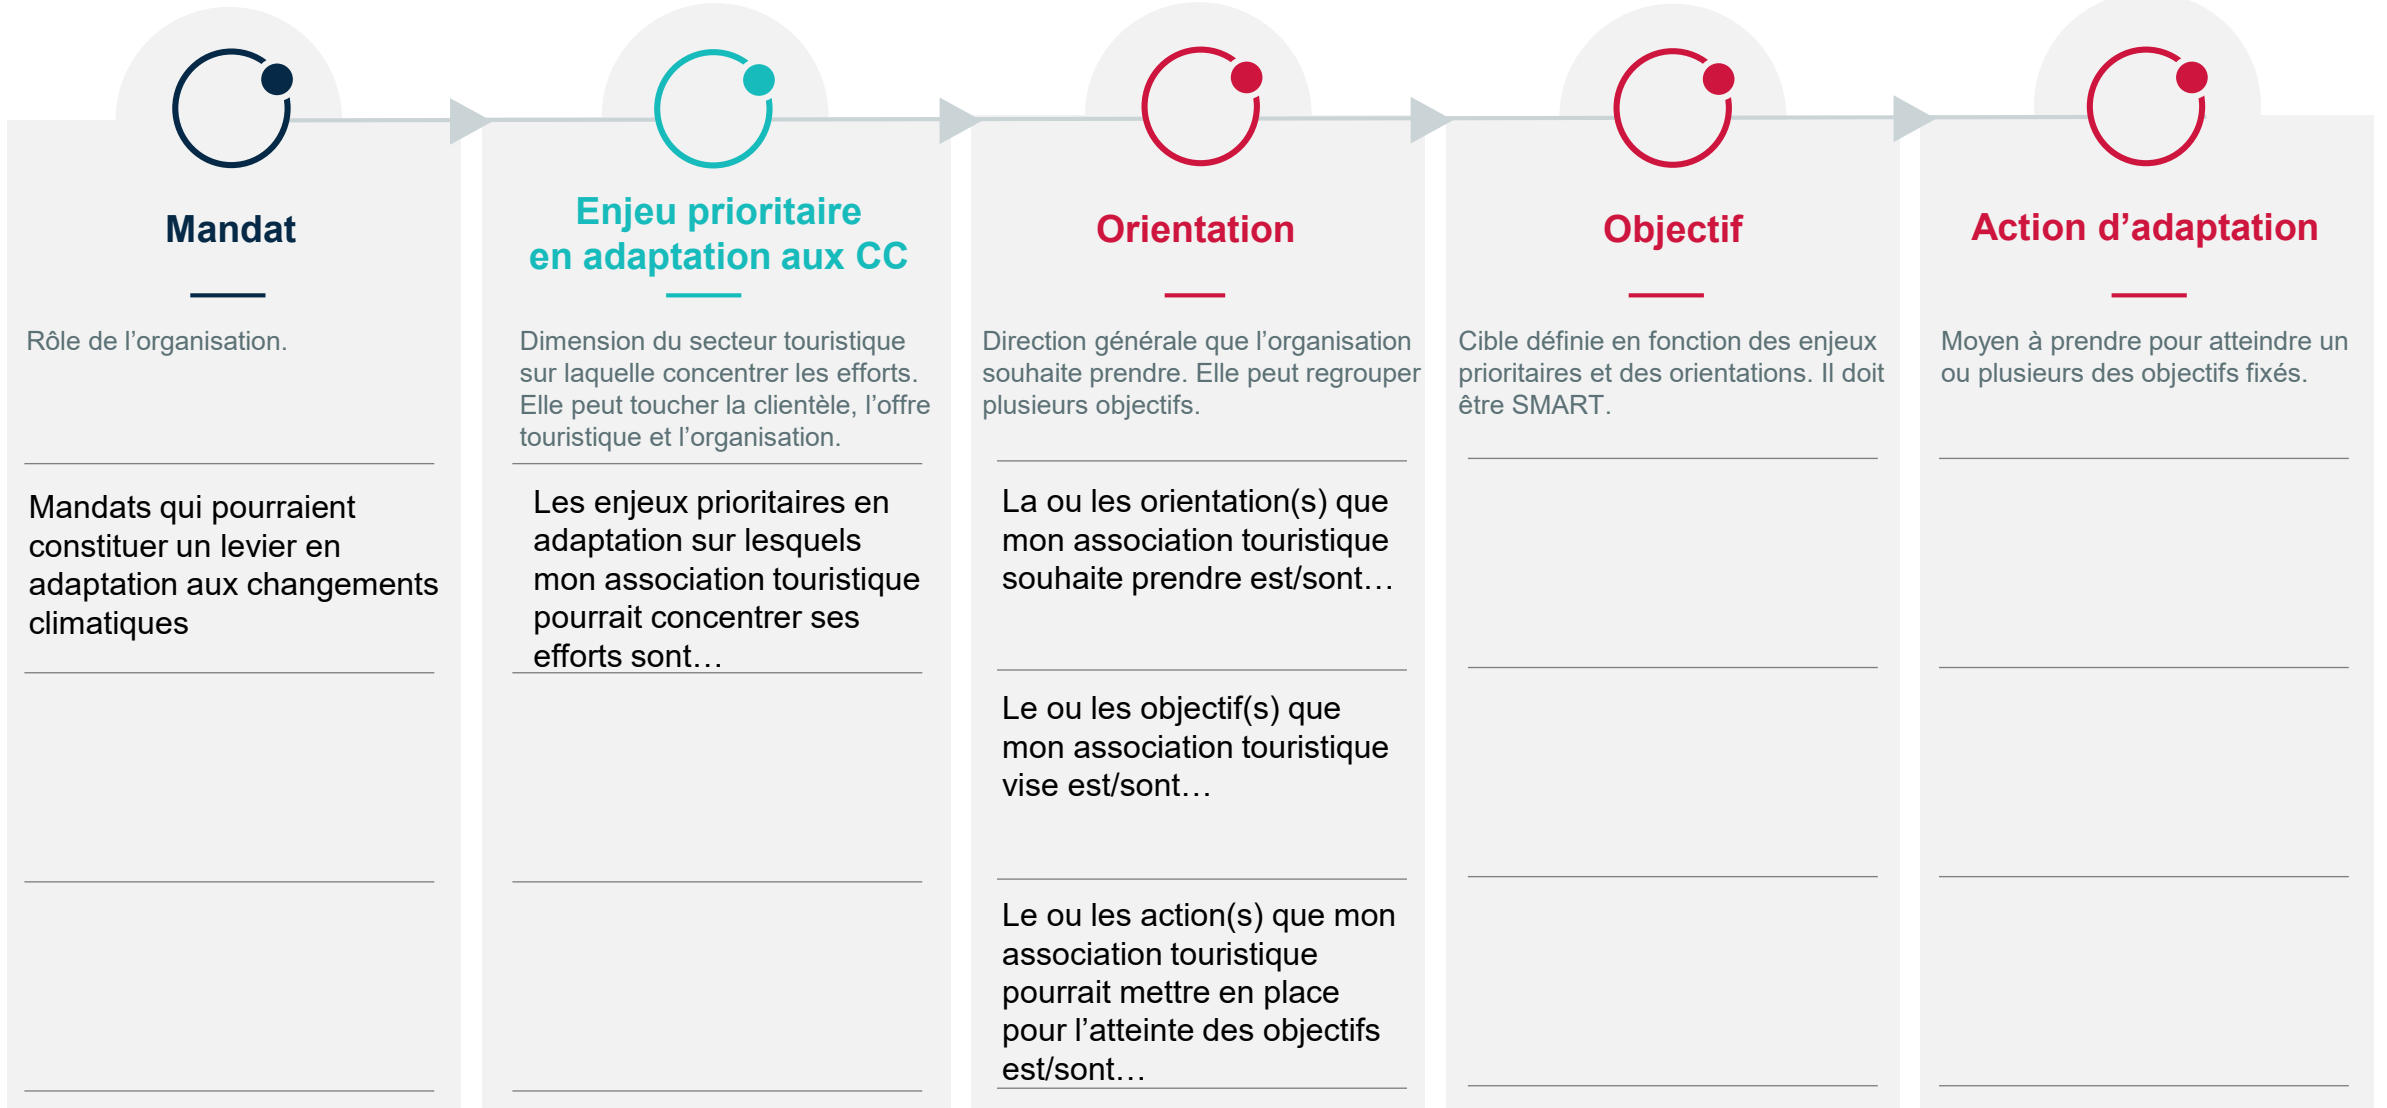 Mandat
Rôle de l’organisation.
Mandats qui pourraient
constituer un levier en
adaptation aux changements
climatiques
Enjeu prioritaire
en adaptation aux CC
Dimension du secteur touristique
sur laquelle concentrer les efforts.
Elle peut toucher la clientèle, l’offre
touristique et l’organisation.
Les enjeux prioritaires en
adaptation sur lesquels
mon association touristique
pourrait concentrer ses
efforts sont…
Orientation
Direction générale que l’organisation
souhaite prendre. Elle peut regrouper
plusieurs objectifs.
La ou les orientation(s) que
mon association touristique
souhaite prendre est/sont…
Le ou les objectif(s) que
mon association touristique
vise est/sont…
Le ou les action(s) que mon
association touristique
pourrait mettre en place
pour l’atteinte des objectifs
est/sont…
Objectif
Cible définie en fonction des enjeux
prioritaires et des orientations. Il doit
être SMART.
Action d’adaptation
Moyen à prendre pour atteindre un
ou plusieurs des objectifs fixés.